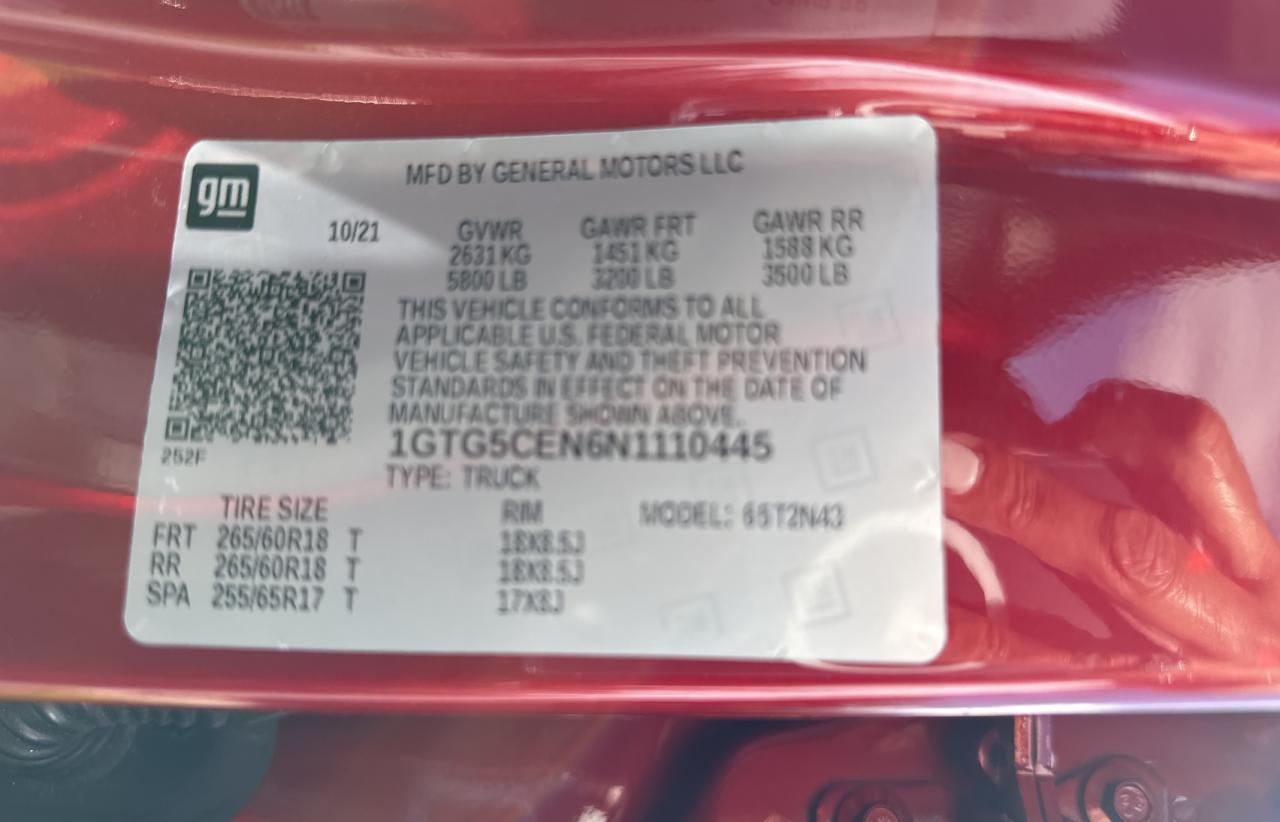 gm
MFD BY GENERAL MOTORS LLC
10/21
GVWR GAWR FRT GAWR RR
2631 KG 1451 KG 1588 KG
5800 LB 3200 LB 3500 LB
THIS VEHICLE CONFORMS TO ALL
APPLICABLE U.S. FEDERAL MOTOR
VEHICLE SAFETY AND THEFT PREVENTION
STANDARDS IN EFFECT ON THE DATE OF
MANUFACTURE SHOWN ABOVE.
252F
1GTG5CEN6N1110445
TYPE: TRUCK
TIRE SIZE RIM MODEL: 6ST2N43
FRT 265/60R18 T 18X8.5J
RR 265/60R18 T 18X8.5J
SPA 255/65R17 T 17X8J